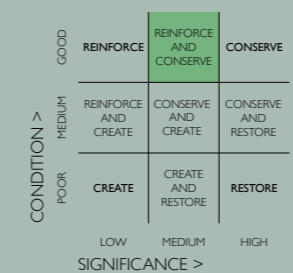 GOOD
REINFORCE
REINFORCE
AND
CONSERVE
CONSERVE
CONDITION >
MEDIUM
REINFORCE
AND
CREATE
CONSERVE
AND
CREATE
CONSERVE
AND
RESTORE
POOR
CREATE
CREATE
AND
RESTORE
RESTORE
LOW
MEDIUM
HIGH
SIGNIFICANCE >